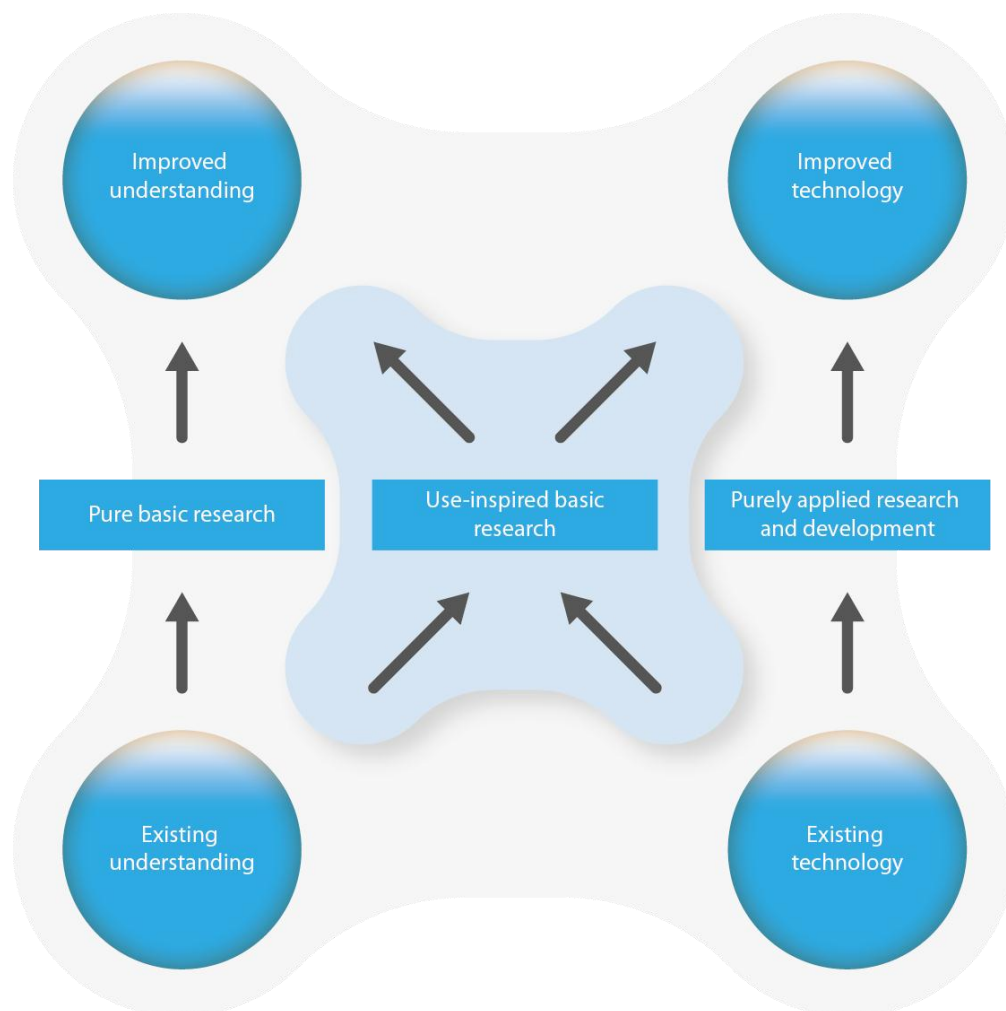 Improved
understanding
Improved
technology
Pure basic research
Use-inspired basic
research
Purely applied research
and development
Existing
understanding
Existing
technology